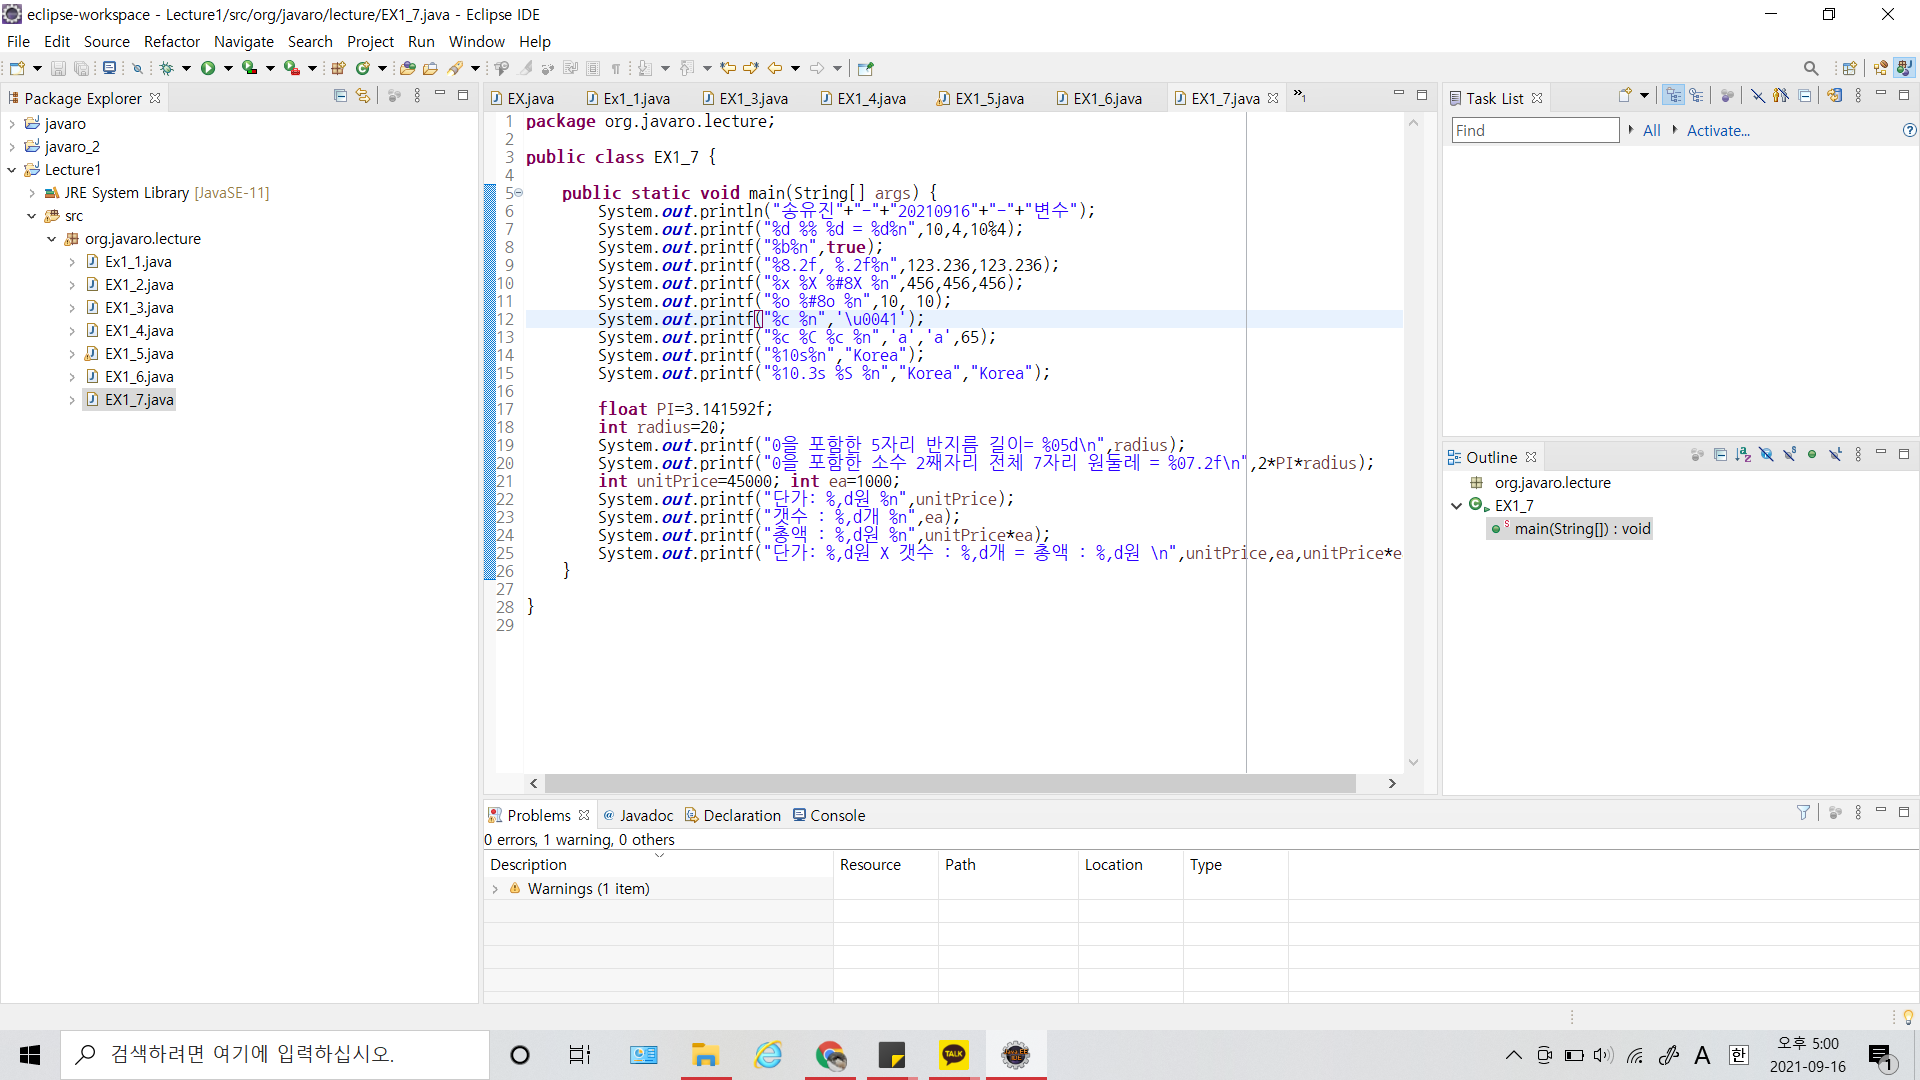 eclipse-workspace - Lecture1/src/org/javaro/lecture/EX1_7.java - Eclipse IDE
File Edit Source Refactor Navigate Search Project Run Window Help
Package Explorer
javaro
javaro_2
Lecture1
JRE System Library [JavaSE-11]
src
org.javaro.lecture
Ex1_1.java
EX1_2.java
EX1_3.java
EX1_4.java
EX1_5.java
EX1_6.java
EX1_7.java
EX.java Ex1_1.java EX1_3.java EX1_4.java EX1_5.java EX1_6.java EX1_7.java »1
1 package org.javaro.lecture;
2
3 public class EX1_7 {
4
5 public static void main(String[] args) {
6 System.out.println("송유진"+"-"+"20210916"+"-"+"변수");
7 System.out.printf("%d %% %d = %d%n",10,4,10%4);
8 System.out.printf("%b%n",true);
9 System.out.printf("%8.2f, %.2f%n",123.236,123.236);
10 System.out.printf("%x %X %#8X %n",456,456,456);
11 System.out.printf("%o %#8o %n",10, 10);
12 System.out.printf("%c %n",'\u0041');
13 System.out.printf("%c %C %c %n",'a','a',65);
14 System.out.printf("%10s%n","Korea");
15 System.out.printf("%10.3s %S %n","Korea","Korea");
16
17 float PI=3.141592f;
18 int radius=20;
19 System.out.printf("0을 포함한 5자리 반지름 길이= %05d\n",radius);
20 System.out.printf("0을 포함한 소수 2째자리 전체 7자리 원둘레 = %07.2f\n",2*PI*radius);
21 int unitPrice=45000; int ea=1000;
22 System.out.printf("단가: %,d원 %n",unitPrice);
23 System.out.printf("갯수 : %,d개 %n",ea);
24 System.out.printf("총액 : %,d원 %n",unitPrice*ea);
25 System.out.printf("단가: %,d원 X 갯수 : %,d개 = 총액 : %,d원 \n",unitPrice,ea,unitPrice*e
26 }
27
28 }
29
Task List
Find All Activate...
Outline
org.javaro.lecture
EX1_7
main(String[]) : void
Problems @ Javadoc Declaration Console
0 errors, 1 warning, 0 others
Description Resource Path Location Type
Warnings (1 item)
검색하려면 여기에 입력하십시오.
TALK
A 한
오후 5:00
2021-09-16
1